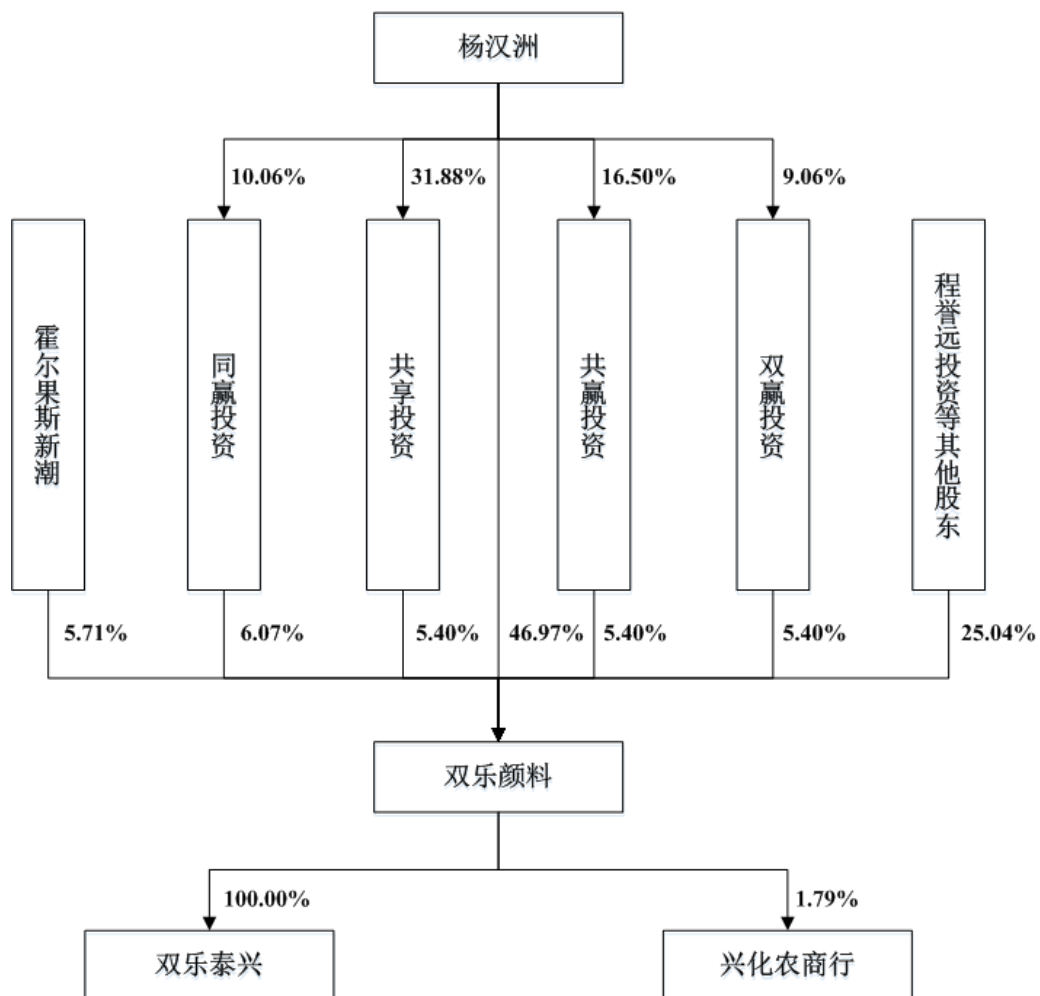 杨汉洲
10.06%
31.88%
16.50%
9.06%
霍尔果斯新潮
同赢投资
共享投资
共赢投资
双赢投资
程誉远投资等其他股东
5.71%
6.07%
5.40%
46.97%
5.40%
5.40%
25.04%
双乐颜料
100.00%
1.79%
双乐泰兴
兴化农商行